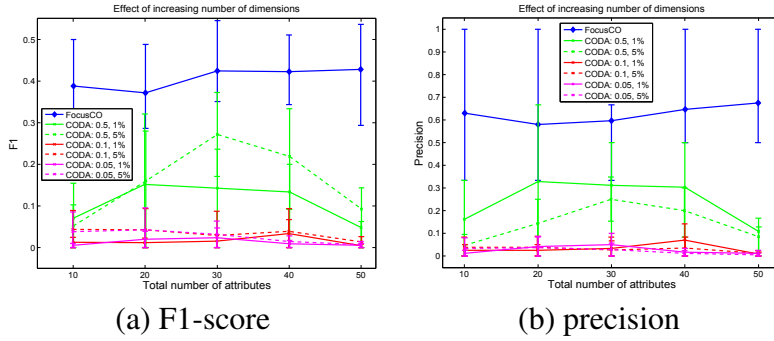 Effect of increasing number of dimensions
0.5
0.4
0.3
0.2
0.1
0
F1
FocusCO
CODA: 0.5, 1%
CODA: 0.5, 5%
CODA: 0.1, 1%
CODA: 0.1, 5%
CODA: 0.05, 1%
CODA: 0.05, 5%
10 20 30 40 50
Total number of attributes
(a) F1-score
Effect of increasing number of dimensions
1
0.9
0.8
0.7
0.6
0.5
0.4
0.3
0.2
0.1
0
Precision
FocusCO
CODA: 0.5, 1%
CODA: 0.5, 5%
CODA: 0.1, 1%
CODA: 0.1, 5%
CODA: 0.05, 1%
CODA: 0.05, 5%
10 20 30 40 50
Total number of attributes
(b) precision